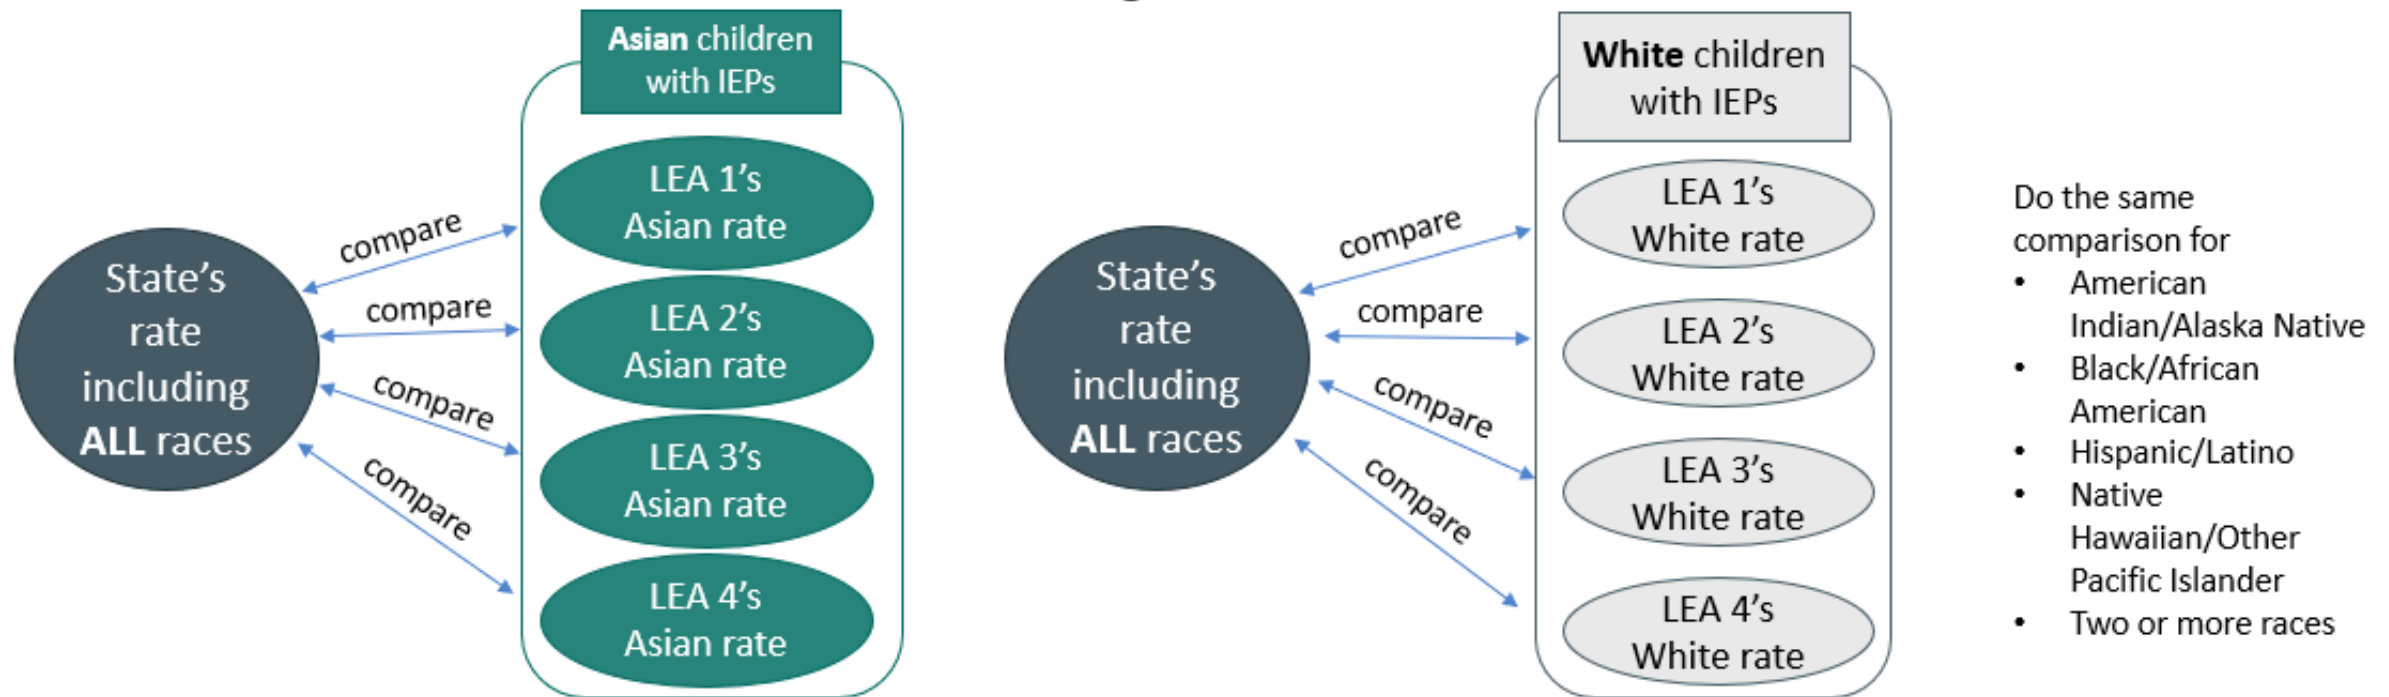 Asian children
with IEPs
State's
rate
including
ALL races
compare
compare
compare
compare
LEA 1's
Asian rate
LEA 2's
Asian rate
LEA 3's
Asian rate
LEA 4's
Asian rate
White children
with IEPs
State's
rate
including
ALL races
compare
compare
compare
compare
LEA 1's
White rate
LEA 2's
White rate
LEA 3's
White rate
LEA 4's
White rate
Do the same
comparison for
• American
Indian/Alaska Native
• Black/African
American
• Hispanic/Latino
• Native
Hawaiian/Other
Pacific Islander
• Two or more races